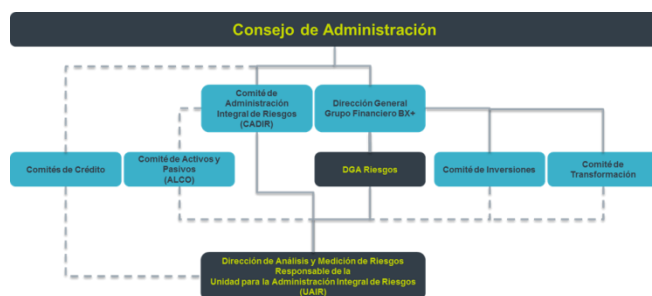 Consejo de Administración
Comité de
Administración
Integral de Riesgos
(CADIR)
Dirección General
Grupo Financiero BX+
Comités de Crédito
Comité de Activos y
Pasivos
(ALCO)
DGA Riesgos
Comité de Inversiones
Comité de
Transformación
Dirección de Análisis y Medición de Riesgos
Responsable de la
Unidad para la Administración Integral de Riesgos
(UAIR)